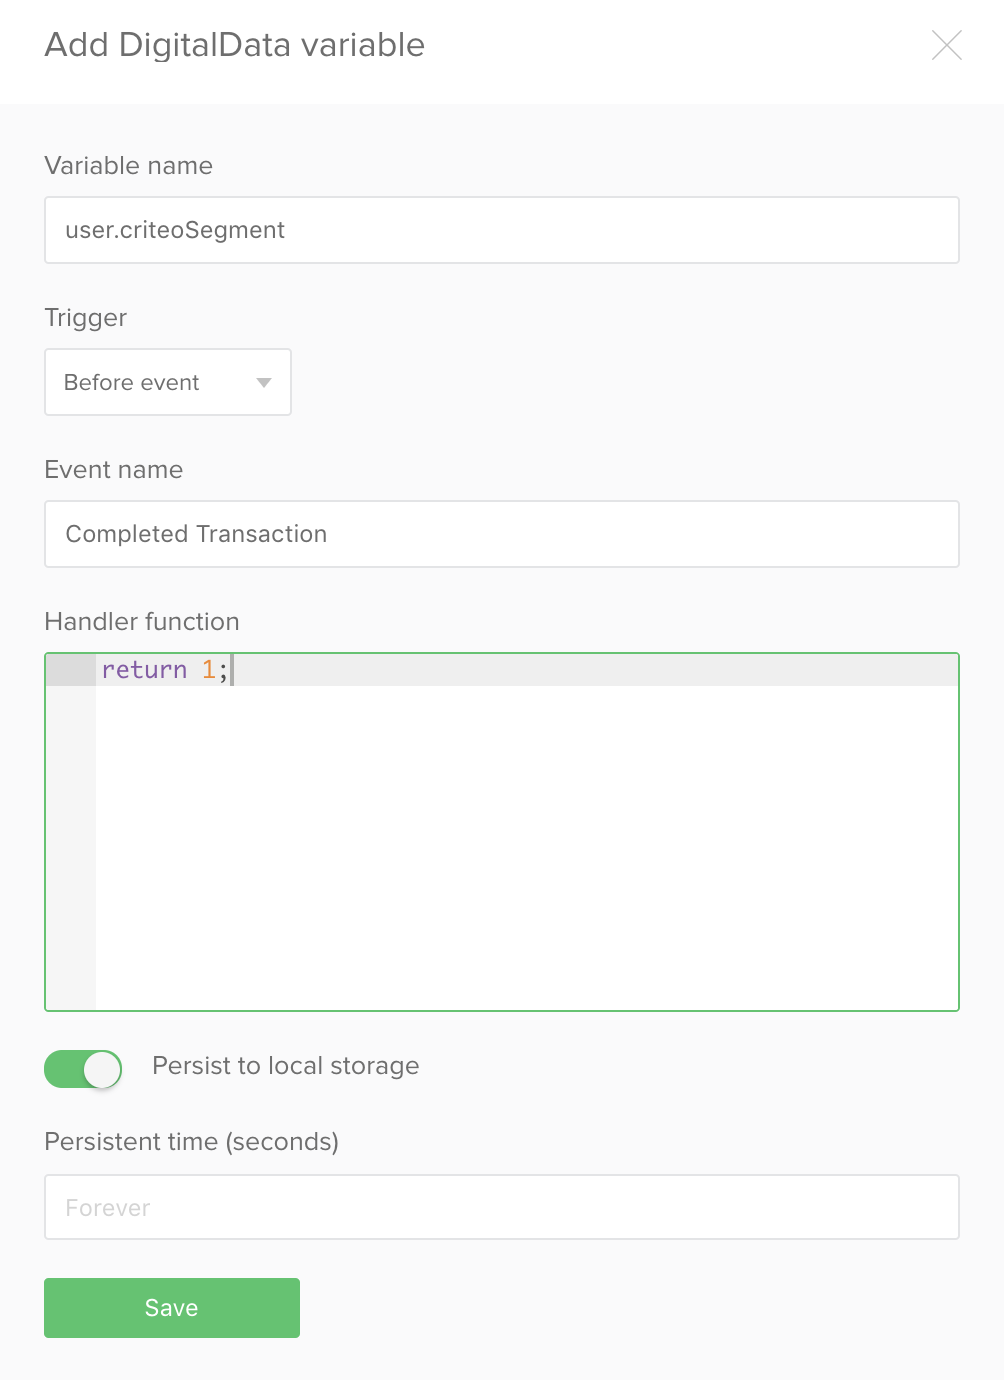 Add DigitalData variable
Variable name
user.criteoSegment
Trigger
Before event
Event name
Completed Transaction
Handler function
return 1;
Persist to local storage
Persistent time (seconds)
Forever
Save